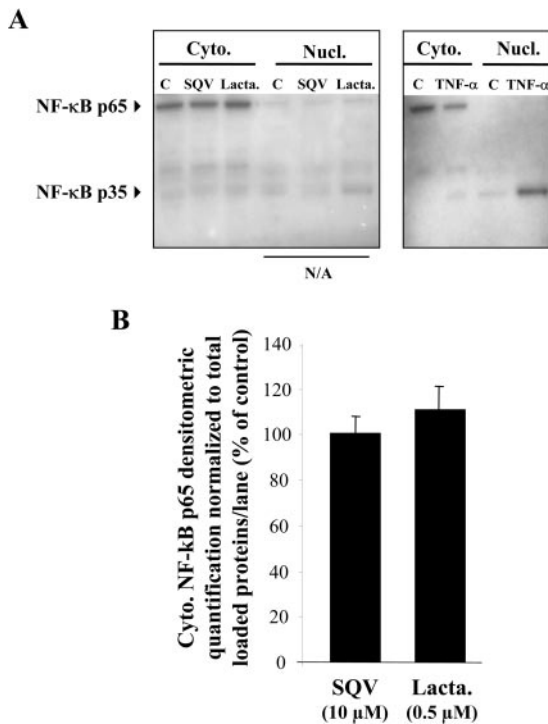 A
Cyto. Nucl. Cyto. Nucl.
C SQV Lacta. C SQV Lacta. C TNF-α C TNF-α
NF-κB p65
NF-κB p35
N/A
B
Cyto. NF-kB p65 densitometric
quantification normalized to total
loaded proteins/lane (% of control)
140
120
100
80
60
40
20
0
SQV Lacta.
(10 µM) (0.5 µM)